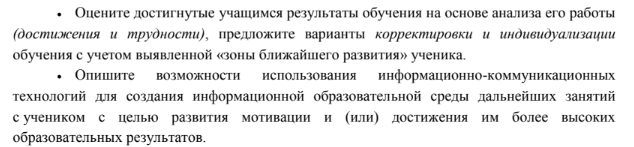 • Оцените достигнутые учащимся результаты обучения на основе анализа его работы
(достижения и трудности), предложите варианты корректировки и индивидуализации
обучения с учетом выявленной «зоны ближайшего развития» ученика.
• Опишите возможности использования информационно-коммуникационных
технологий для создания информационной образовательной среды дальнейших занятий
с учеником с целью развития мотивации и (или) достижения им более высоких
образовательных результатов.